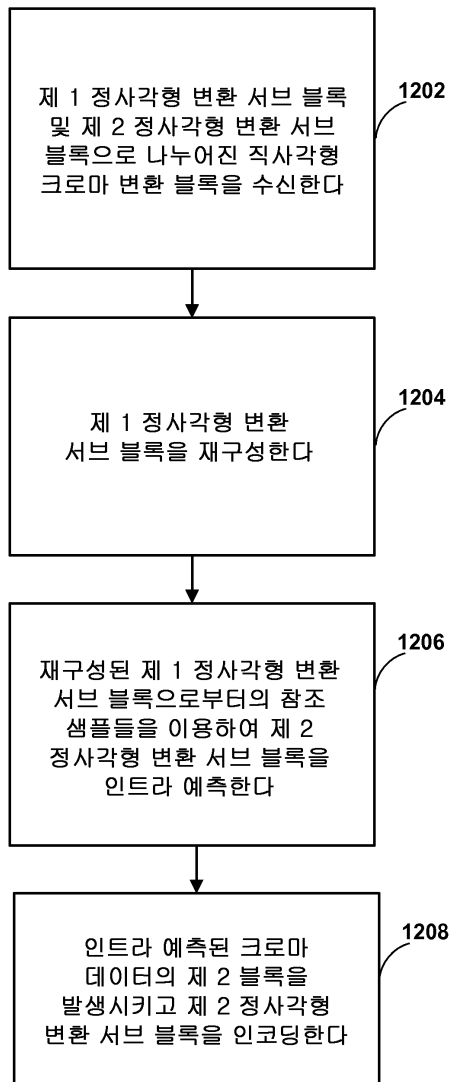 제 1 정사각형 변환 서브 블록
및 제 2 정사각형 변환 서브
블록으로 나누어진 직사각형
크로마 변환 블록을 수신한다
1202
제 1 정사각형 변환
서브 블록을 재구성한다
1204
재구성된 제 1 정사각형 변환
서브 블록으로부터의 참조
샘플들을 이용하여 제 2
정사각형 변환 서브 블록을
인트라 예측한다
1206
인트라 예측된 크로마
데이터의 제 2 블록을
발생시키고 제 2 정사각형
변환 서브 블록을 인코딩한다
1208